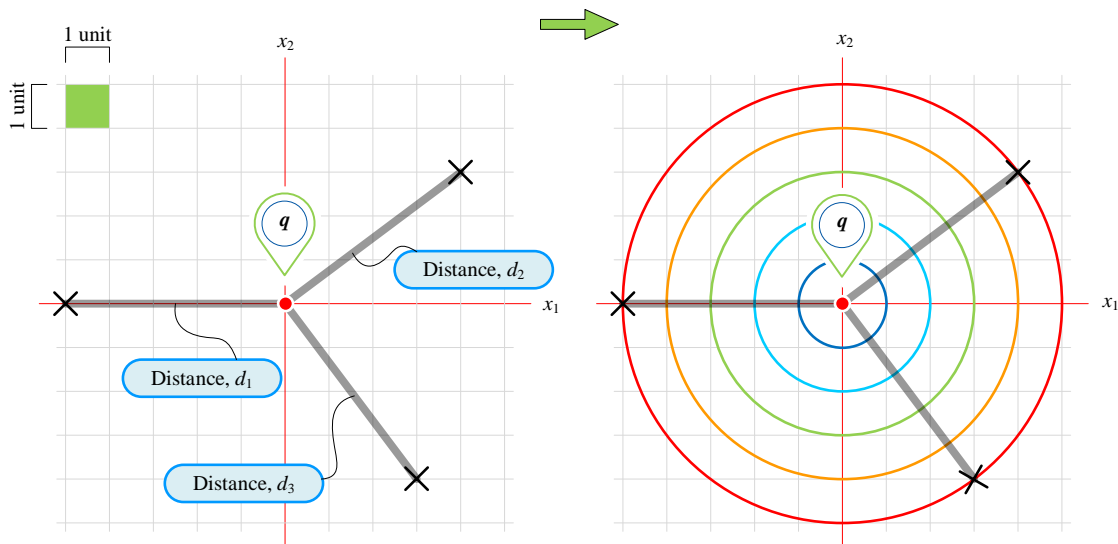 1 unit
1 unit
x₂
q
Distance, d₂
x₁
Distance, d₁
Distance, d₃
x₂
q
x₁